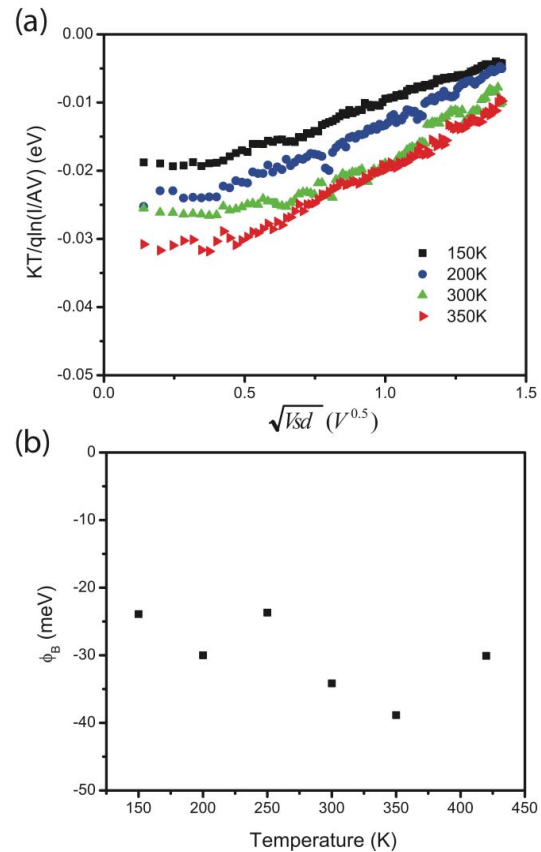 (a)
0.00
-0.01
-0.02
-0.03
-0.04
-0.05
KT/qln(I/AV) (eV)
150K
200K
300K
350K
0.0 0.5 1.0 1.5
√Vsd (V^0.5)
(b)
0
-10
-20
-30
-40
-50
ϕ_B (meV)
150 200 250 300 350 400 450
Temperature (K)